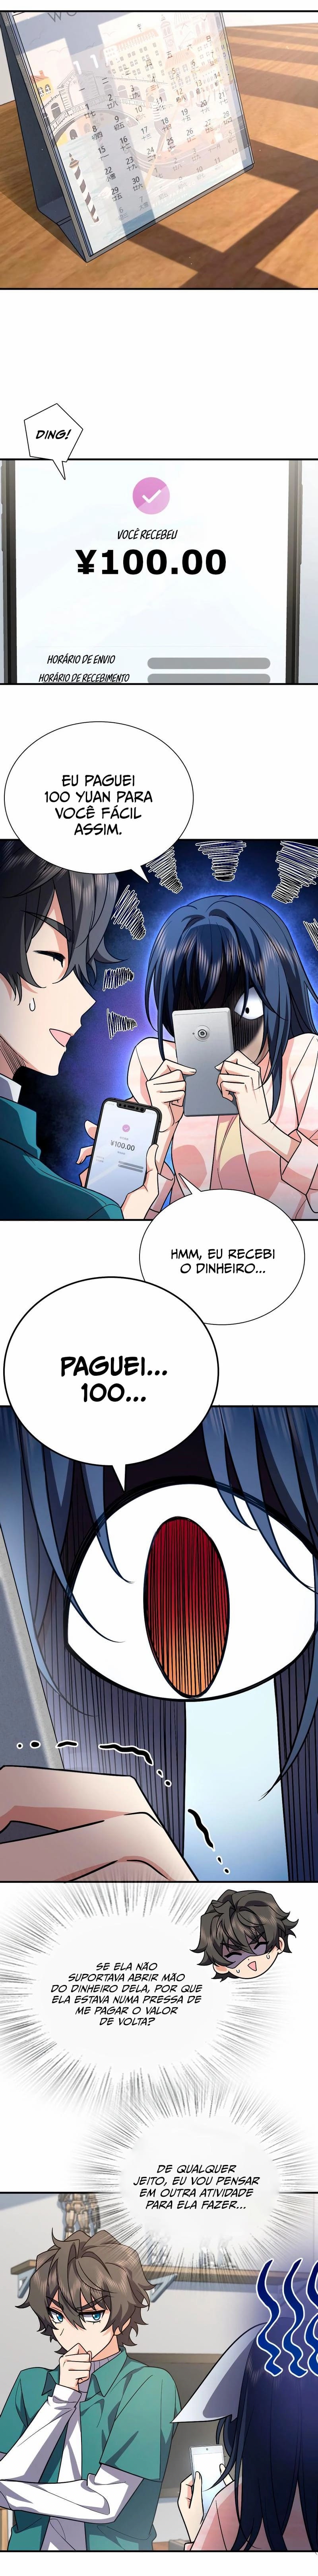 11
DING!
VOCÊ RECEBEU
¥100.00
HORÁRIO DE ENVIO
HORÁRIO DE RECEBIMENTO
EU PAGUEI
100 YUAN PARA
VOCÊ FÁCIL
ASSIM.
¥100.00
HMM, EU RECEBI
O DINHEIRO...
PAGUEI...
100...
SE ELA NÃO
SUPORTAVA ABRIR MÃO
DO DINHEIRO DELA, POR QUE
ELA ESTAVA NUMA PRESSA DE
ME PAGAR O VALOR
DE VOLTA?
DE QUALQUER
JEITO, EU VOU PENSAR
EM OUTRA ATIVIDADE
PARA ELA FAZER...